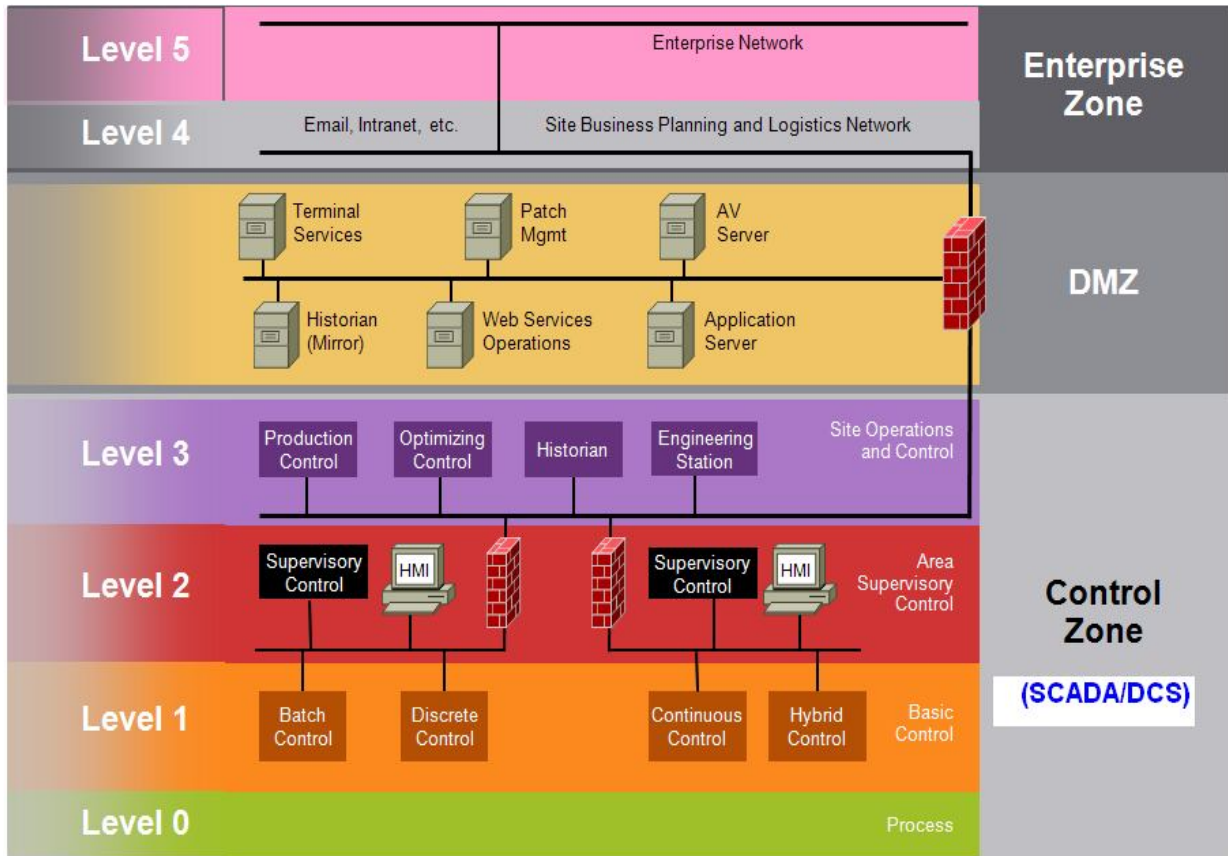 Level 5
Enterprise Network
Enterprise
Zone
Level 4
Email, Intranet, etc.
Site Business Planning and Logistics Network
Terminal
Services
Patch
Mgmt
AV
Server
DMZ
Historian
(Mirror)
Web Services
Operations
Application
Server
Level 3
Production
Control
Optimizing
Control
Historian
Engineering
Station
Site Operations
and Control
Level 2
Supervisory
Control
HMI
Supervisory
Control
HMI
Area
Supervisory
Control
Control
Zone
(SCADA/DCS)
Level 1
Batch
Control
Discrete
Control
Continuous
Control
Hybrid
Control
Basic
Control
Level 0
Process